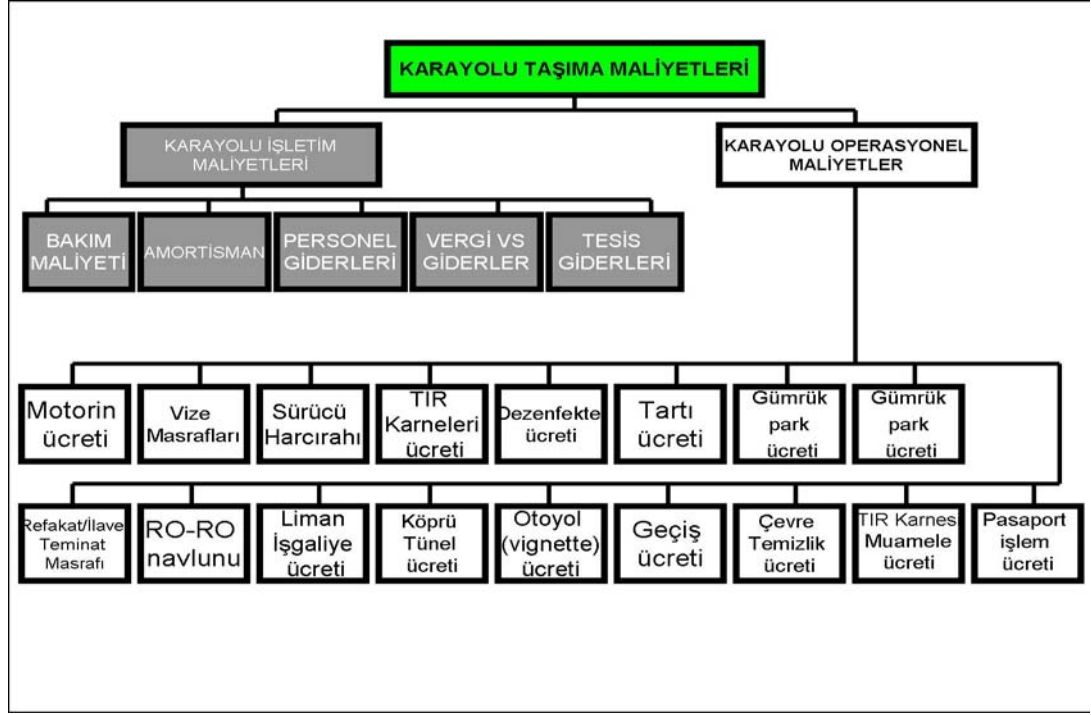 KARAYOLU TAŞIMA MALİYETLERİ
KARAYOLU İŞLETİM
MALİYETLERİ
KARAYOLU OPERASYONEL
MALİYETLER
BAKIM
MALİYETİ
AMORTİSMAN
PERSONEL
GİDERLERİ
VERGİ VS
GİDERLER
TESİS
GİDERLERİ
Motorin
ücreti
Vize
Masrafları
Sürücü
Harcırahı
TIR
Karneleri
ücreti
Dezenfekte
ücreti
Tartı
ücreti
Gümrük
park
ücreti
Gümrük
park
ücreti
Refakat/İlave
Teminat
Masrafı
RO-RO
navlunu
Liman
İşgaliye
ücreti
Köprü
Tünel
ücreti
Otoyol
(vignette)
ücreti
Geçiş
ücreti
Çevre
Temizlik
ücreti
TIR Karnes
Muamele
ücreti
Pasaport
işlem
ücreti